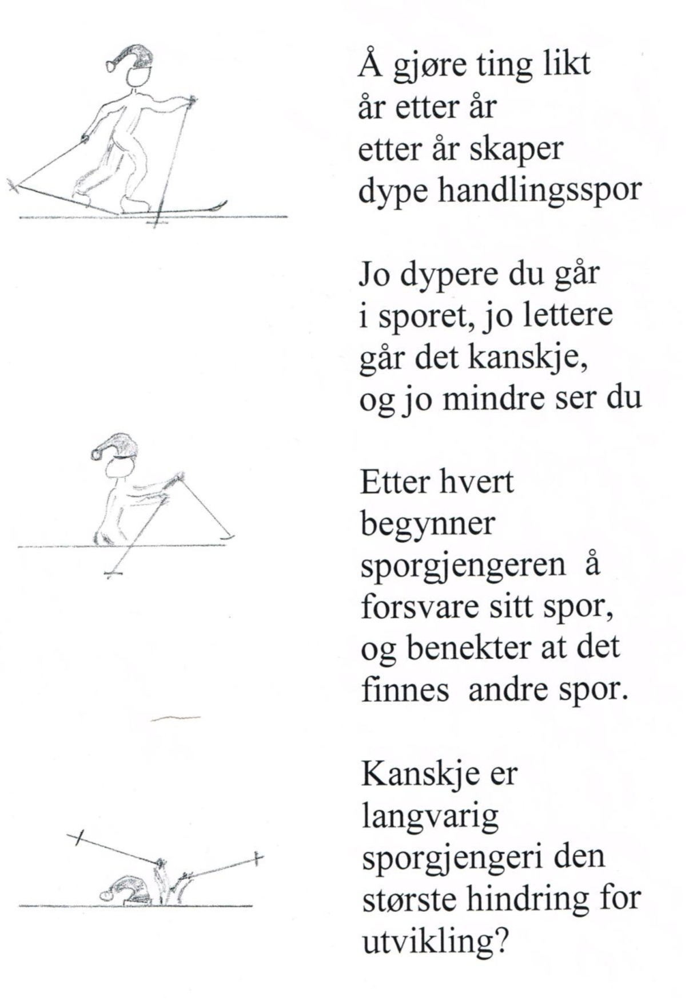 Å gjøre ting likt
år etter år
etter år skaper
dype handlingsspor
Jo dypere du går
i sporet, jo lettere
går det kanskje,
og jo mindre ser du
Etter hvert
begynner
sporgjengeren å
forsvare sitt spor,
og benekter at det
finnes andre spor.
Kanskje er
langvarig
sporgjengeri den
største hindring for
utvikling?